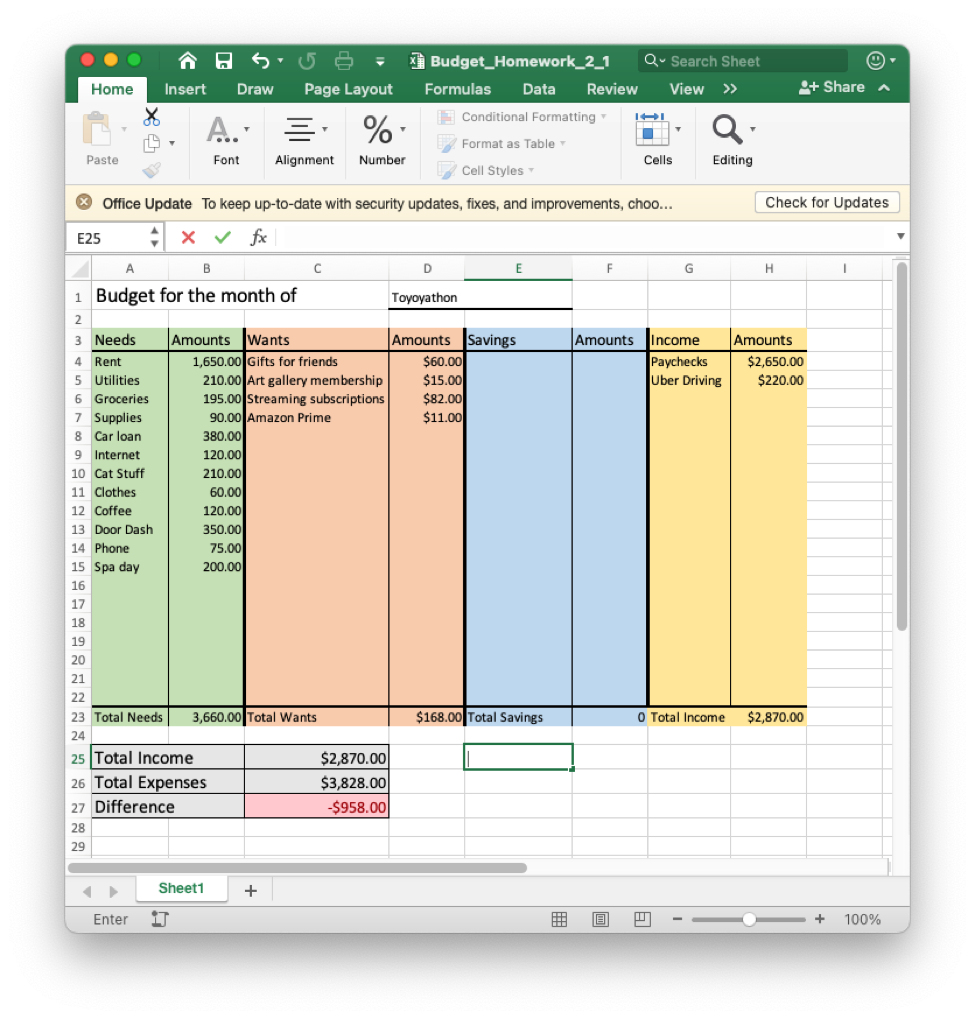 Budget_Homework_2_1 Search Sheet
Home Insert Draw Page Layout Formulas Data Review View >> Share
Paste Font Alignment % Number Conditional Formatting Format as Table Cell Styles Cells Editing
Office Update To keep up-to-date with security updates, fixes, and improvements, choo... Check for Updates
E25 fx
A B C D E F G H I
1 Budget for the month of Toyoyathon
2
3 Needs Amounts Wants Amounts Savings Amounts Income Amounts
4 Rent 1,650.00 Gifts for friends $60.00 Paychecks $2,650.00
5 Utilities 210.00 Art gallery membership $15.00 Uber Driving $220.00
6 Groceries 195.00 Streaming subscriptions $82.00
7 Supplies 90.00 Amazon Prime $11.00
8 Car loan 380.00
9 Internet 120.00
10 Cat Stuff 210.00
11 Clothes 60.00
12 Coffee 120.00
13 Door Dash 350.00
14 Phone 75.00
15 Spa day 200.00
16
17
18
19
20
21
22
23 Total Needs 3,660.00 Total Wants $168.00 Total Savings 0 Total Income $2,870.00
24
25 Total Income $2,870.00
26 Total Expenses $3,828.00
27 Difference -$958.00
28
29
Sheet1 +
Enter - + 100%